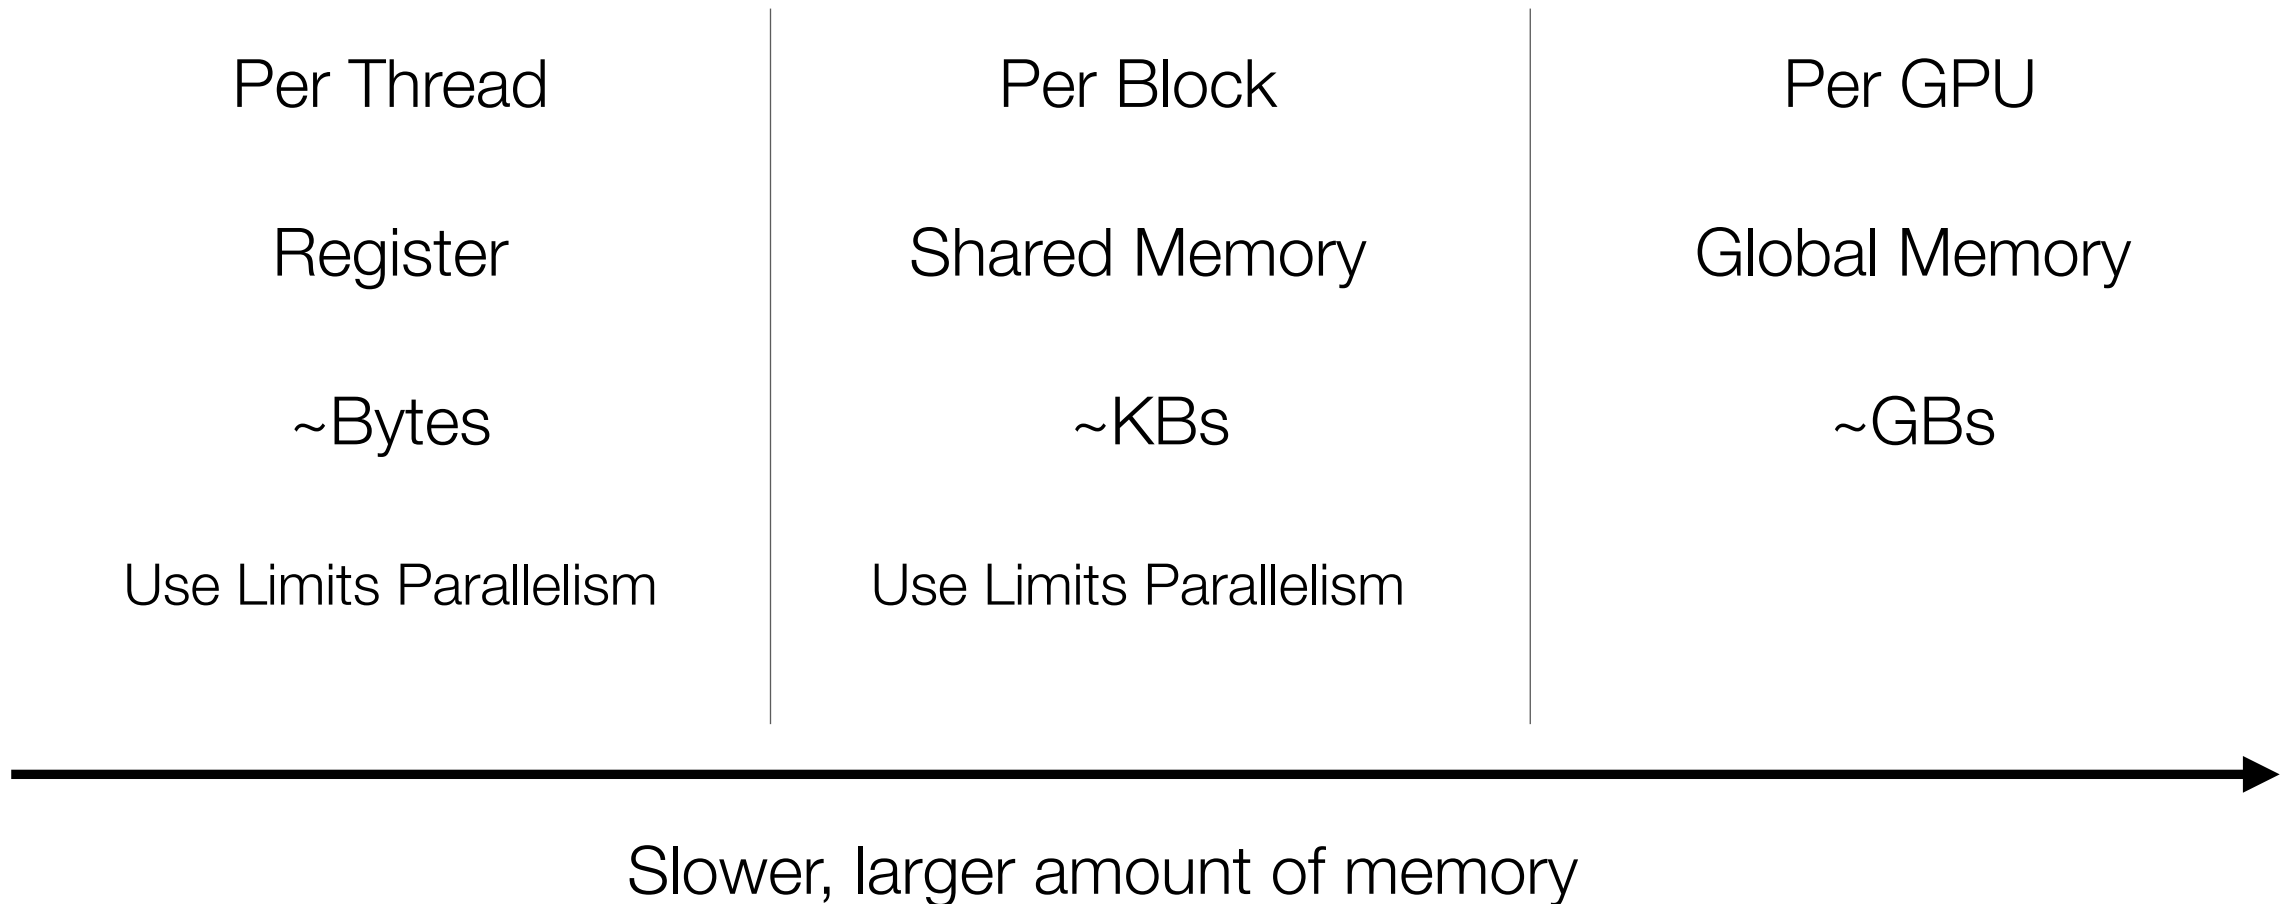 Per Thread
Register
~Bytes
Use Limits Parallelism
Per Block
Shared Memory
~KBs
Use Limits Parallelism
Per GPU
Global Memory
~GBs
Slower, larger amount of memory